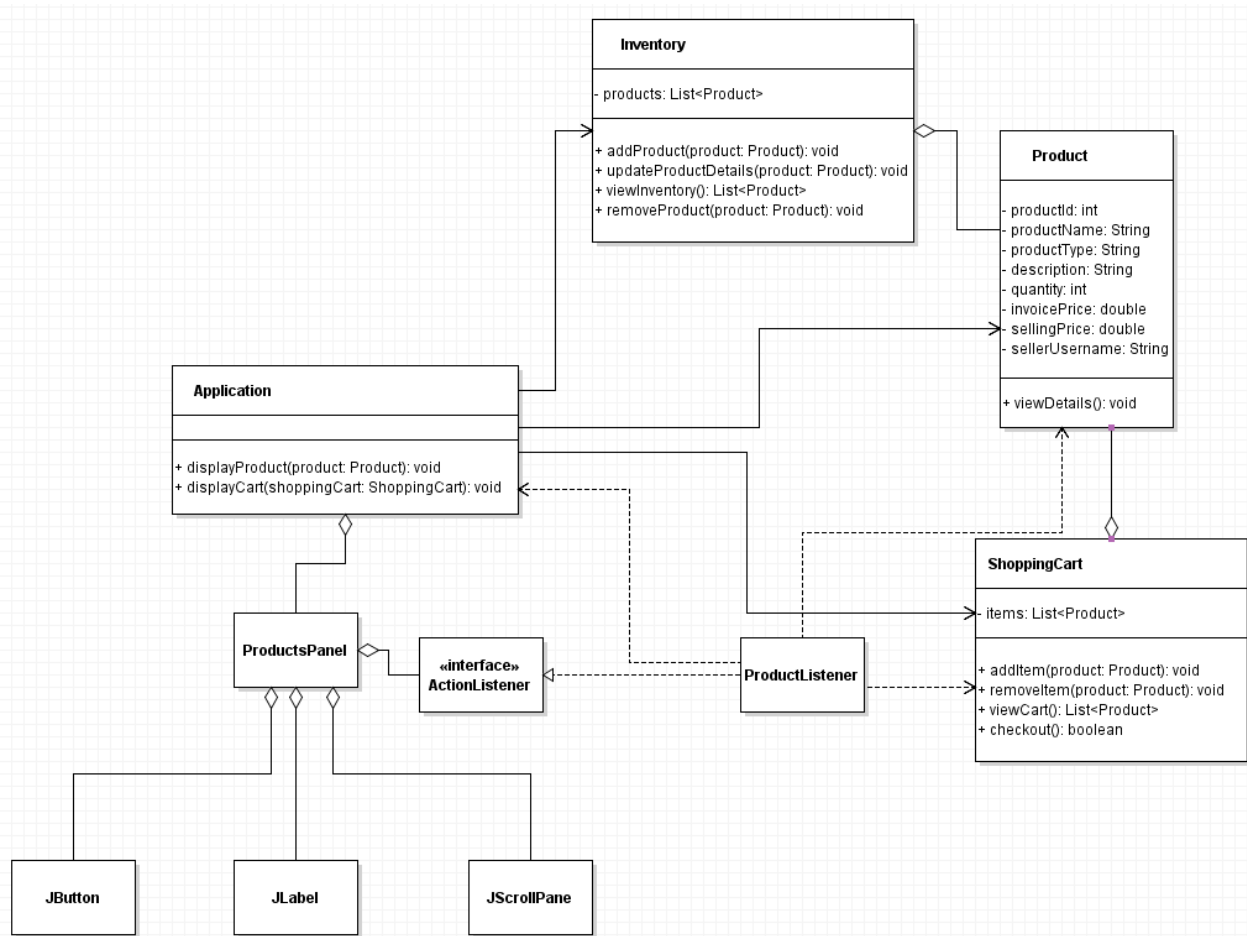 Inventory
- products: List<Product>
+ addProduct(product: Product): void
+ updateProductDetails(product: Product): void
+ viewInventory(): List<Product>
+ removeProduct(product: Product): void
Product
- productId: int
- productName: String
- productType: String
- description: String
- quantity: int
- invoicePrice: double
- sellingPrice: double
- sellerUsername: String
+ viewDetails(): void
Application
+ displayProduct(product: Product): void
+ displayCart(shoppingCart: ShoppingCart): void
ShoppingCart
- items: List<Product>
+ addItem(product: Product): void
+ removeItem(product: Product): void
+ viewCart(): List<Product>
+ checkout(): boolean
ProductsPanel
«interface»
ActionListener
ProductListener
JButton
JLabel
JScrollPane